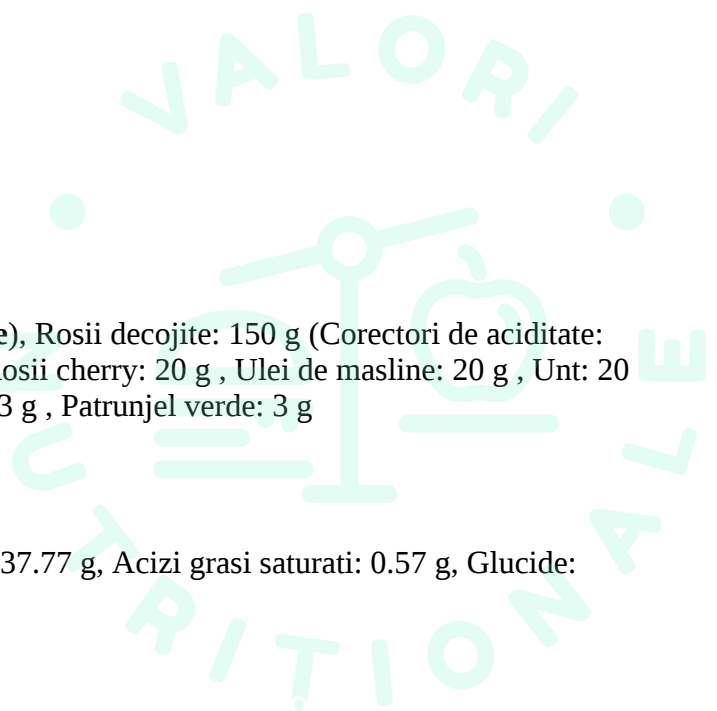 VALORI NUTRITIONALE
e), Rosii decojite: 150 g (Corectori de aciditate:
osii cherry: 20 g , Ulei de masline: 20 g , Unt: 20
3 g , Patrunjel verde: 3 g
37.77 g, Acizi grasi saturati: 0.57 g, Glucide: